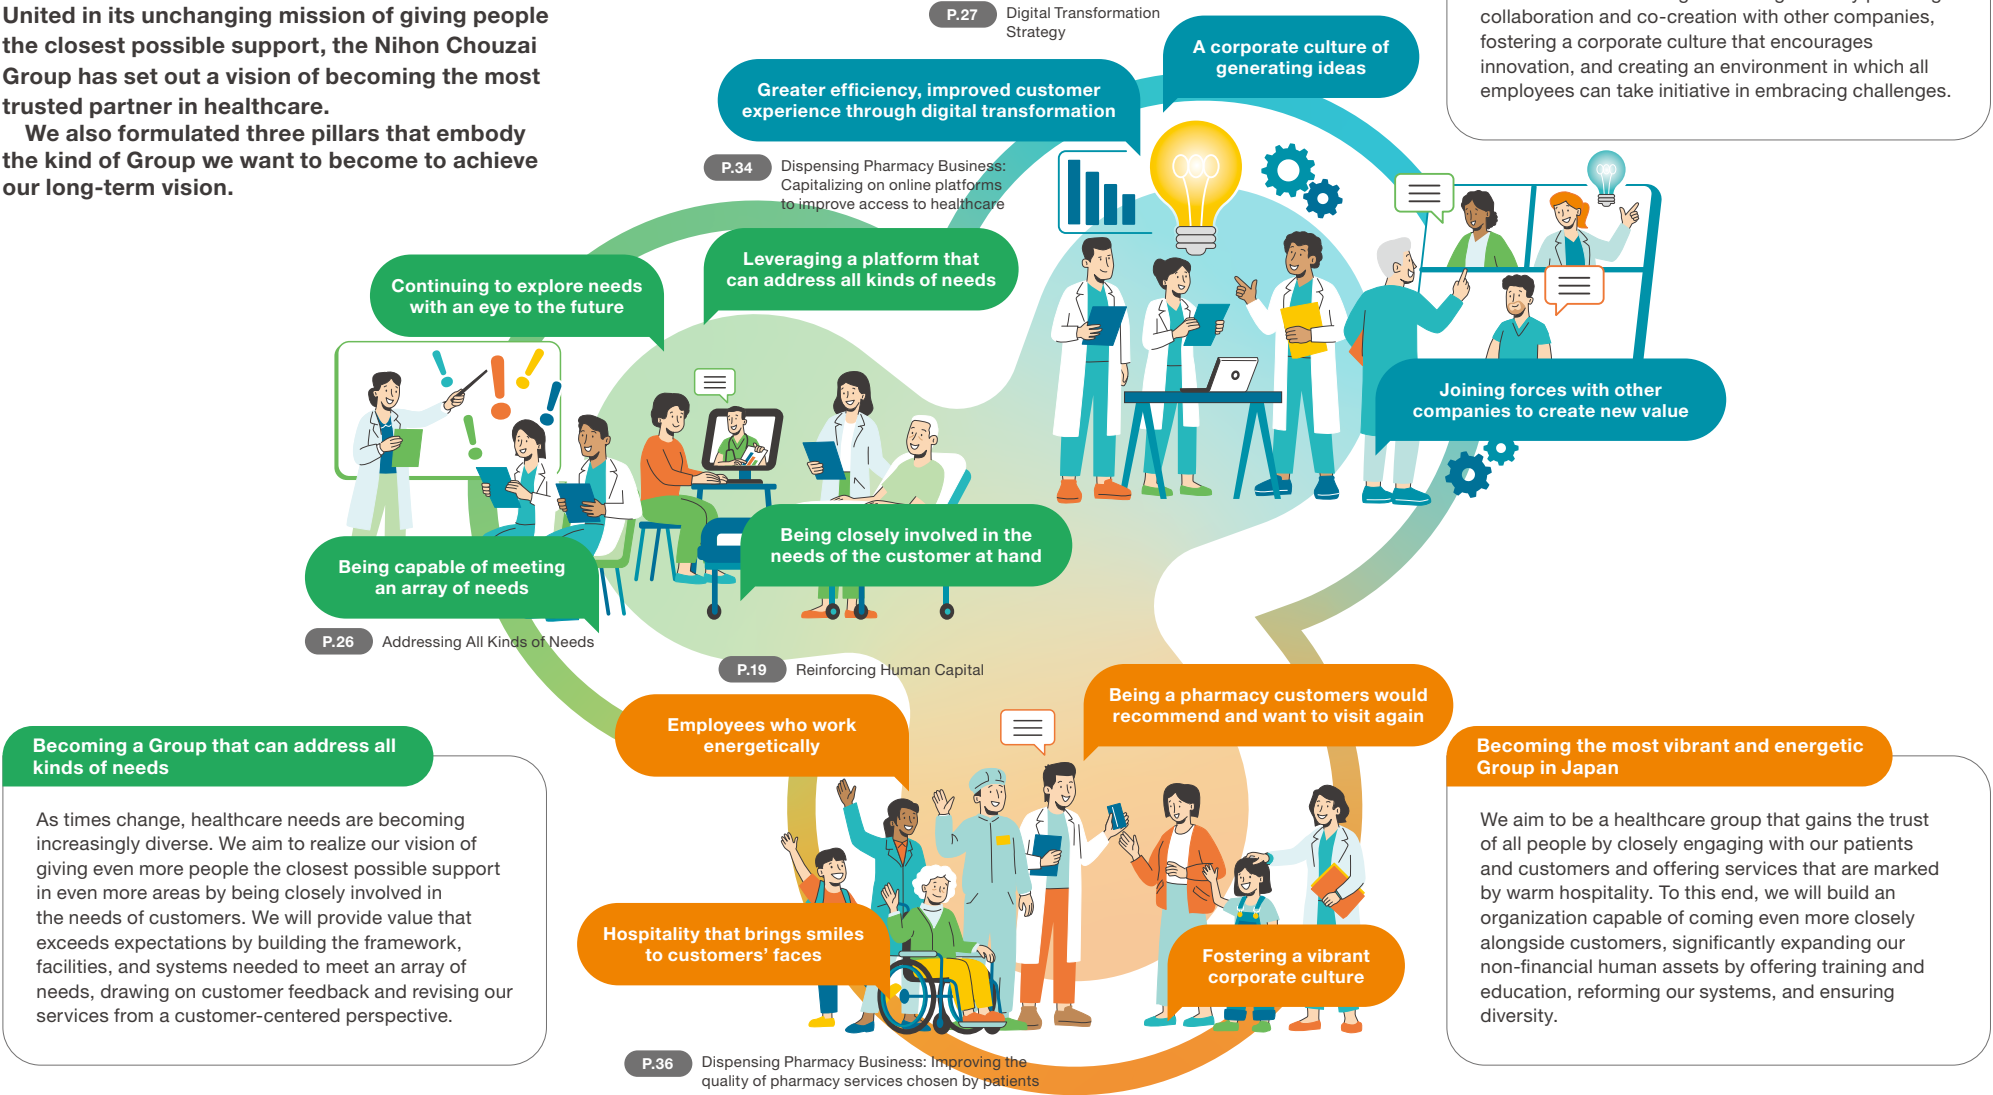 United in its unchanging mission of giving people
the closest possible support, the Nihon Chouzai
Group has set out a vision of becoming the most
trusted partner in healthcare.
We also formulated three pillars that embody
the kind of Group we want to become to achieve
our long-term vision.
P.27 Digital Transformation
Strategy
A corporate culture of
generating ideas
collaboration and co-creation with other companies,
fostering a corporate culture that encourages
innovation, and creating an environment in which all
employees can take initiative in embracing challenges.
Greater efficiency, improved customer
experience through digital transformation
P.34 Dispensing Pharmacy Business:
Capitalizing on online platforms
to improve access to healthcare
Leveraging a platform that
can address all kinds of needs
Continuing to explore needs
with an eye to the future
Joining forces with other
companies to create new value
Being closely involved in the
needs of the customer at hand
Being capable of meeting
an array of needs
P.26 Addressing All Kinds of Needs
P.19 Reinforcing Human Capital
Being a pharmacy customers would
recommend and want to visit again
Employees who work
energetically
Hospitality that brings smiles
to customers’ faces
Fostering a vibrant
corporate culture
P.36 Dispensing Pharmacy Business: Improving the
quality of pharmacy services chosen by patients
Becoming a Group that can address all
kinds of needs
As times change, healthcare needs are becoming
increasingly diverse. We aim to realize our vision of
giving even more people the closest possible support
in even more areas by being closely involved in
the needs of customers. We will provide value that
exceeds expectations by building the framework,
facilities, and systems needed to meet an array of
needs, drawing on customer feedback and revising our
services from a customer-centered perspective.
Becoming the most vibrant and energetic
Group in Japan
We aim to be a healthcare group that gains the trust
of all people by closely engaging with our patients
and customers and offering services that are marked
by warm hospitality. To this end, we will build an
organization capable of coming even more closely
alongside customers, significantly expanding our
non-financial human assets by offering training and
education, reforming our systems, and ensuring
diversity.